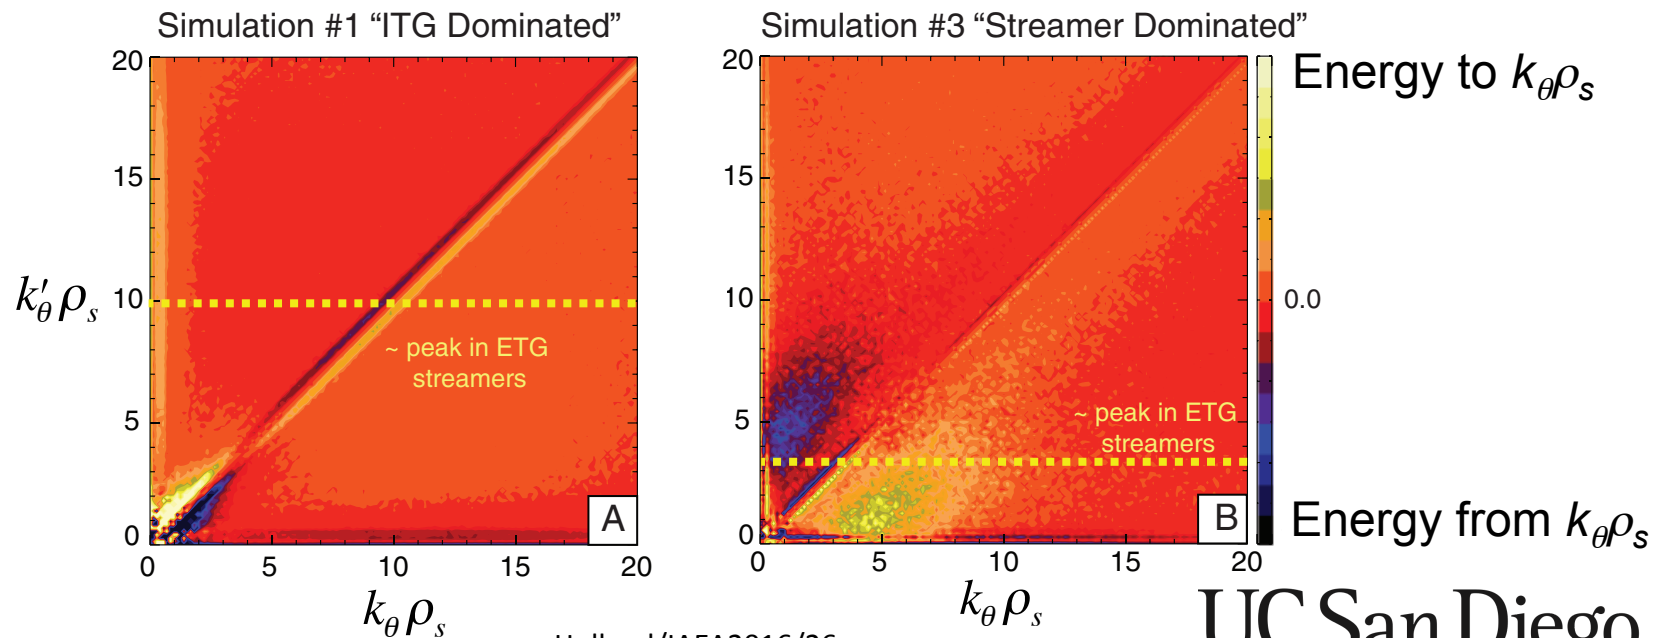 Simulation #1 “ITG Dominated”
Simulation #3 “Streamer Dominated”
20
15
10
5
0
k′θρs
~ peak in ETG
streamers
A
0 5 10 15 20
kθρs
20
15
10
5
0
~ peak in ETG
streamers
B
0 5 10 15 20
kθρs
Energy to kθρs
0.0
Energy from kθρs
UC San Diego